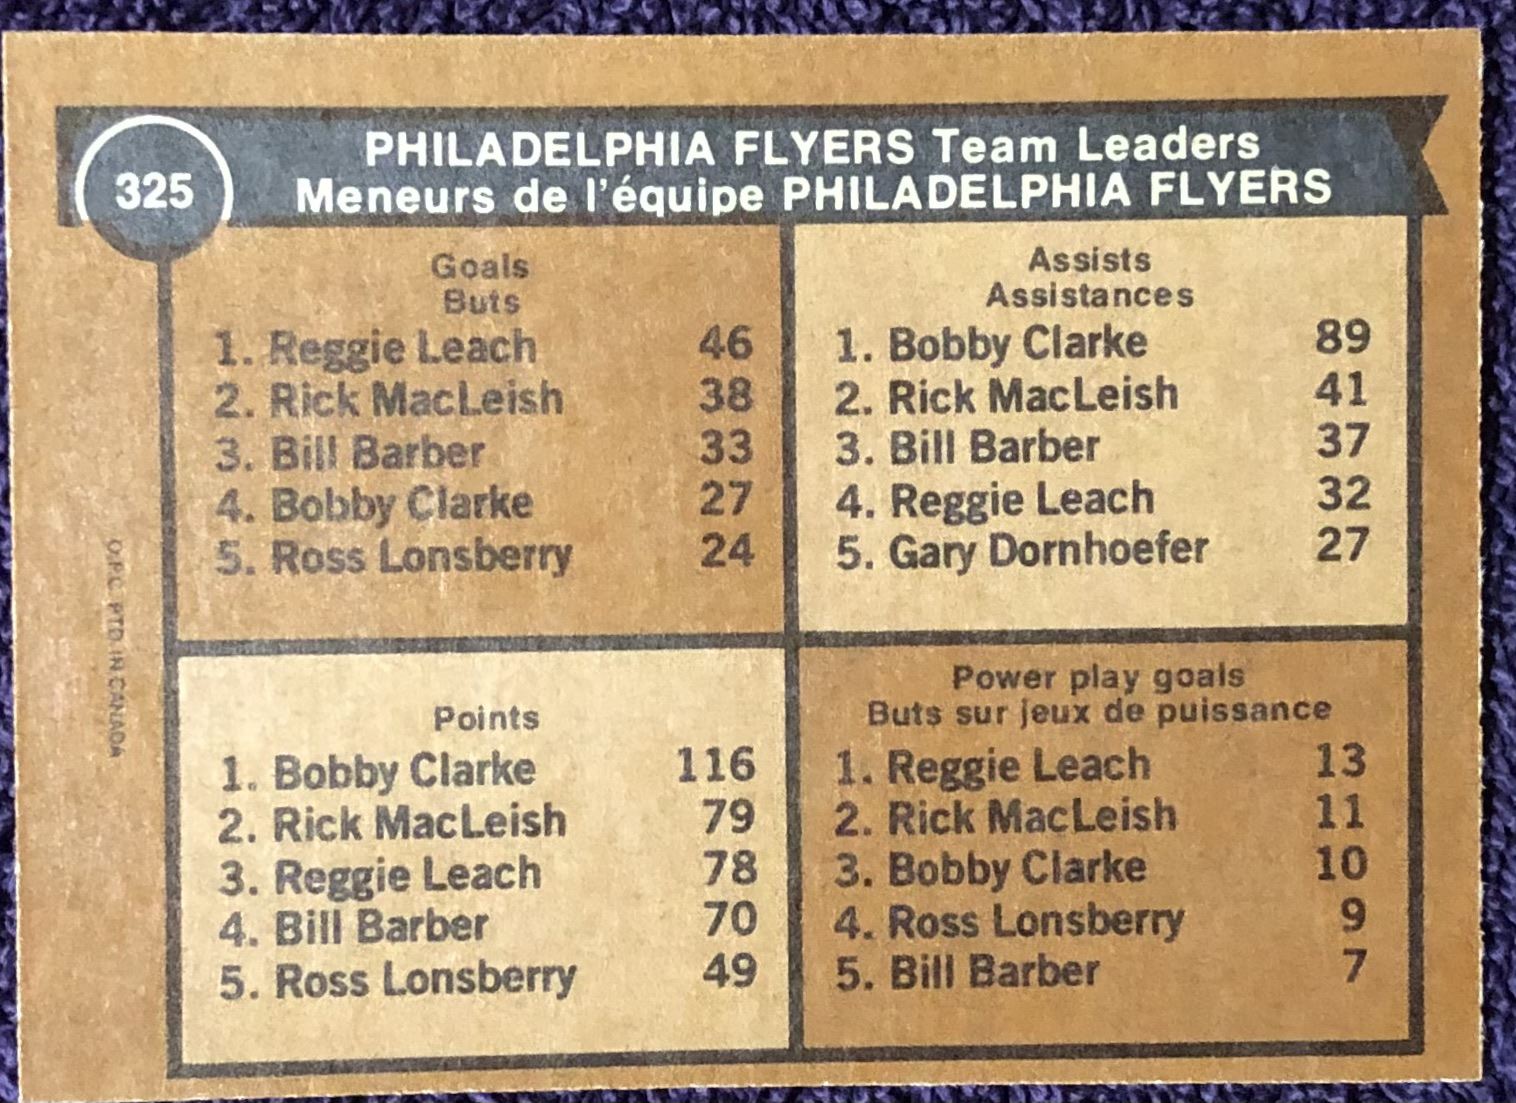 325
PHILADELPHIA FLYERS Team Leaders
Meneurs de l'équipe PHILADELPHIA FLYERS
Goals
Buts
1. Reggie Leach 46
2. Rick MacLeish 38
3. Bill Barber 33
4. Bobby Clarke 27
5. Ross Lonsberry 24
Assists
Assistances
1. Bobby Clarke 89
2. Rick MacLeish 41
3. Bill Barber 37
4. Reggie Leach 32
5. Gary Dornhoefer 27
Points
1. Bobby Clarke 116
2. Rick MacLeish 79
3. Reggie Leach 78
4. Bill Barber 70
5. Ross Lonsberry 49
Power play goals
Buts sur jeux de puissance
1. Reggie Leach 13
2. Rick MacLeish 11
3. Bobby Clarke 10
4. Ross Lonsberry 9
5. Bill Barber 7
O.P.C. PTD. IN CANADA